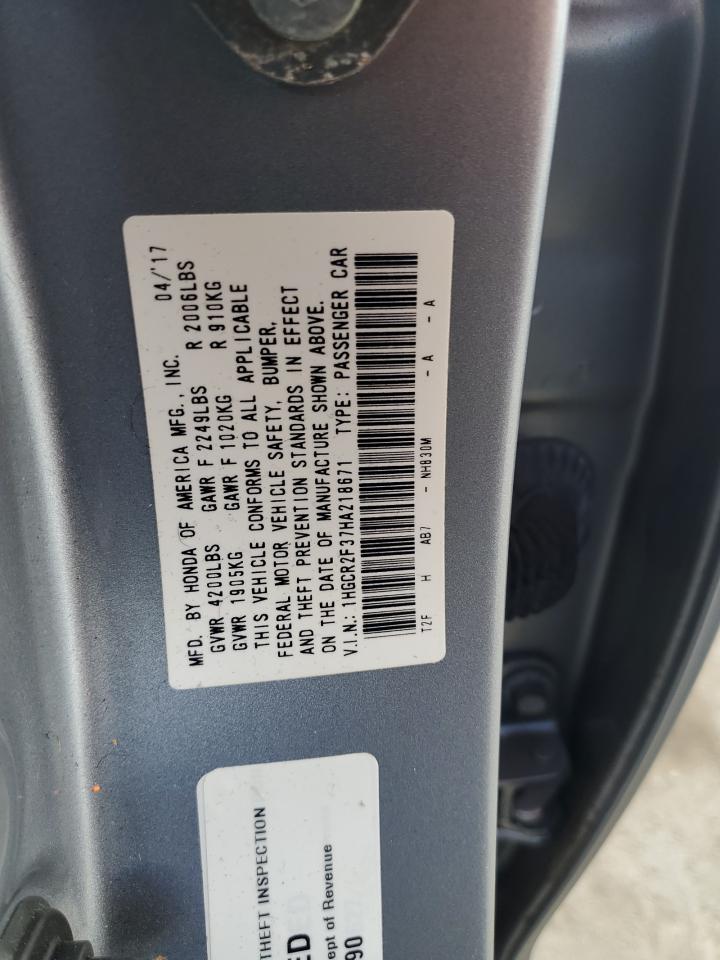 MFD. BY HONDA OF AMERICA MFG., INC. 04/'17
GVWR 4200LBS GAWR F 2249LBS R 2006LBS
GVWR 1905KG GAWR F 1020KG R 910KG
THIS VEHICLE CONFORMS TO ALL APPLICABLE
FEDERAL MOTOR VEHICLE SAFETY, BUMPER,
AND THEFT PREVENTION STANDARDS IN EFFECT
ON THE DATE OF MANUFACTURE SHOWN ABOVE.
V.I.N.: 1HGCR2F37HA218671 TYPE: PASSENGER CAR
T2F H AB7 - NH830M - A - A
THEFT INSPECTION
ED
ept of Revenue
90